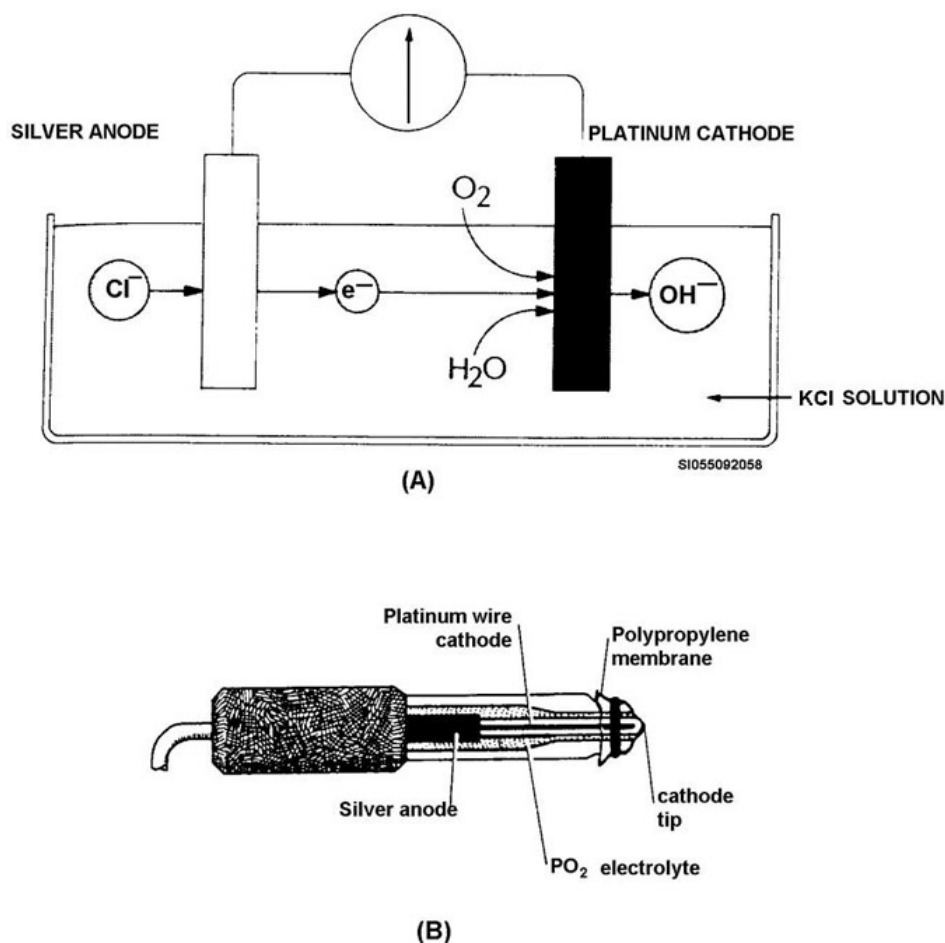 SILVER ANODE
PLATINUM CATHODE
O₂
Cl⁻
e⁻
OH⁻
H₂O
KCl SOLUTION
SI055092058
(A)
Platinum wire
cathode
Polypropylene
membrane
Silver anode
cathode
tip
PO₂ electrolyte
(B)